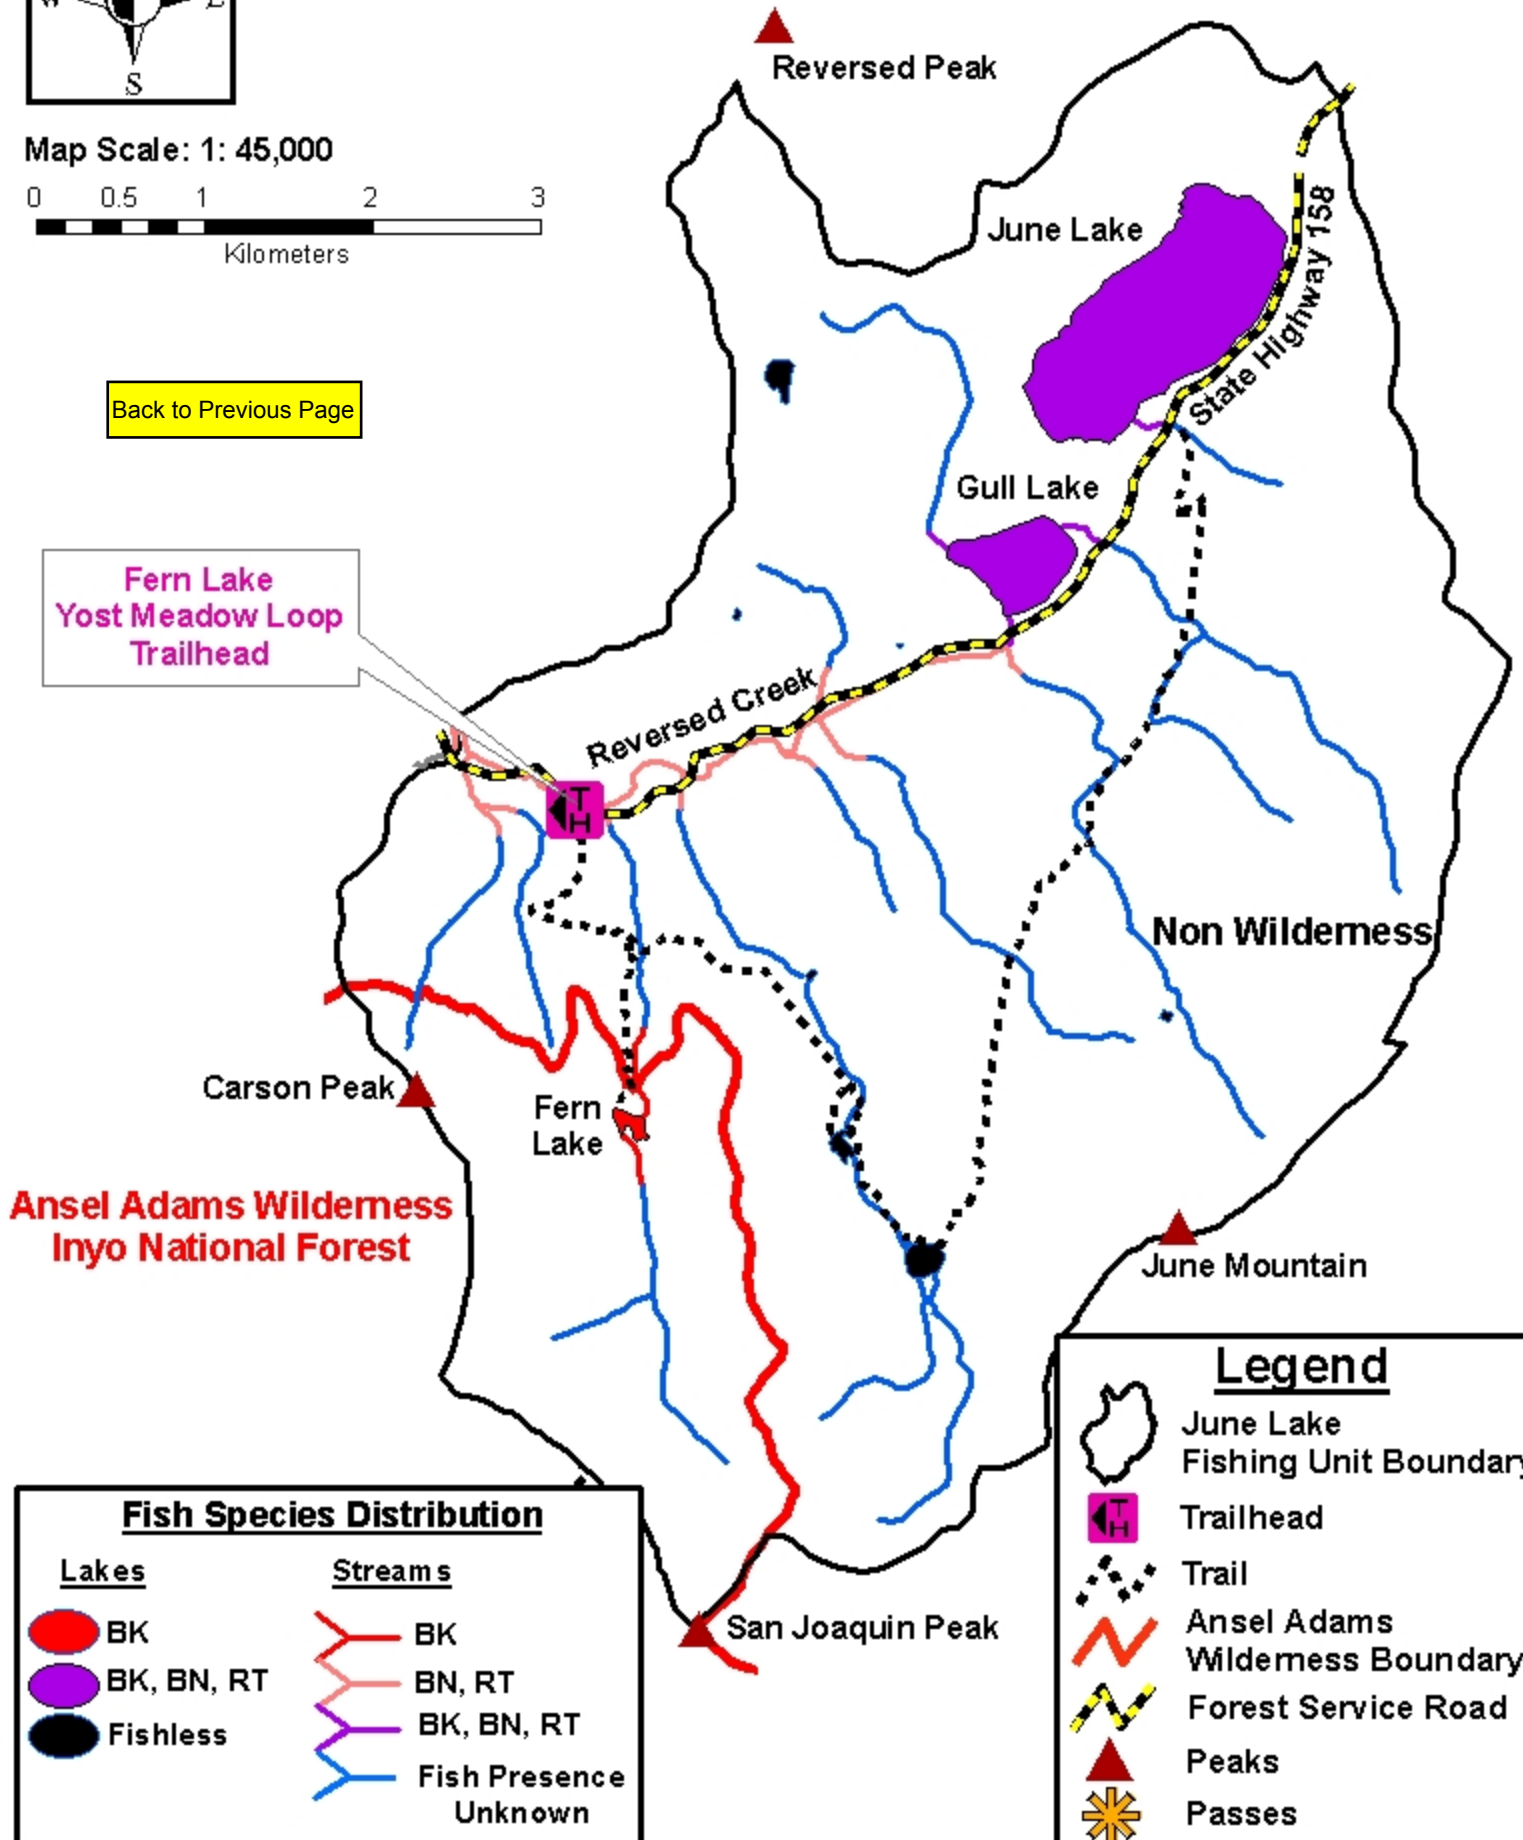 S
Reversed Peak
Map Scale: 1: 45,000
0 0.5 1 2 3
Kilometers
June Lake
State Highway 158
Back to Previous Page
Gull Lake
Fern Lake
Yost Meadow Loop
Trailhead
Reversed Creek
T
H
Non Wilderness
Carson Peak
Fern
Lake
Ansel Adams Wilderness
Inyo National Forest
June Mountain
San Joaquin Peak
Fish Species Distribution
Lakes
BK
BK, BN, RT
Fishless
Streams
BK
BN, RT
BK, BN, RT
Fish Presence
Unknown
Legend
June Lake
Fishing Unit Boundary
T
H
Trailhead
Trail
Ansel Adams
Wilderness Boundary
Forest Service Road
Peaks
Passes